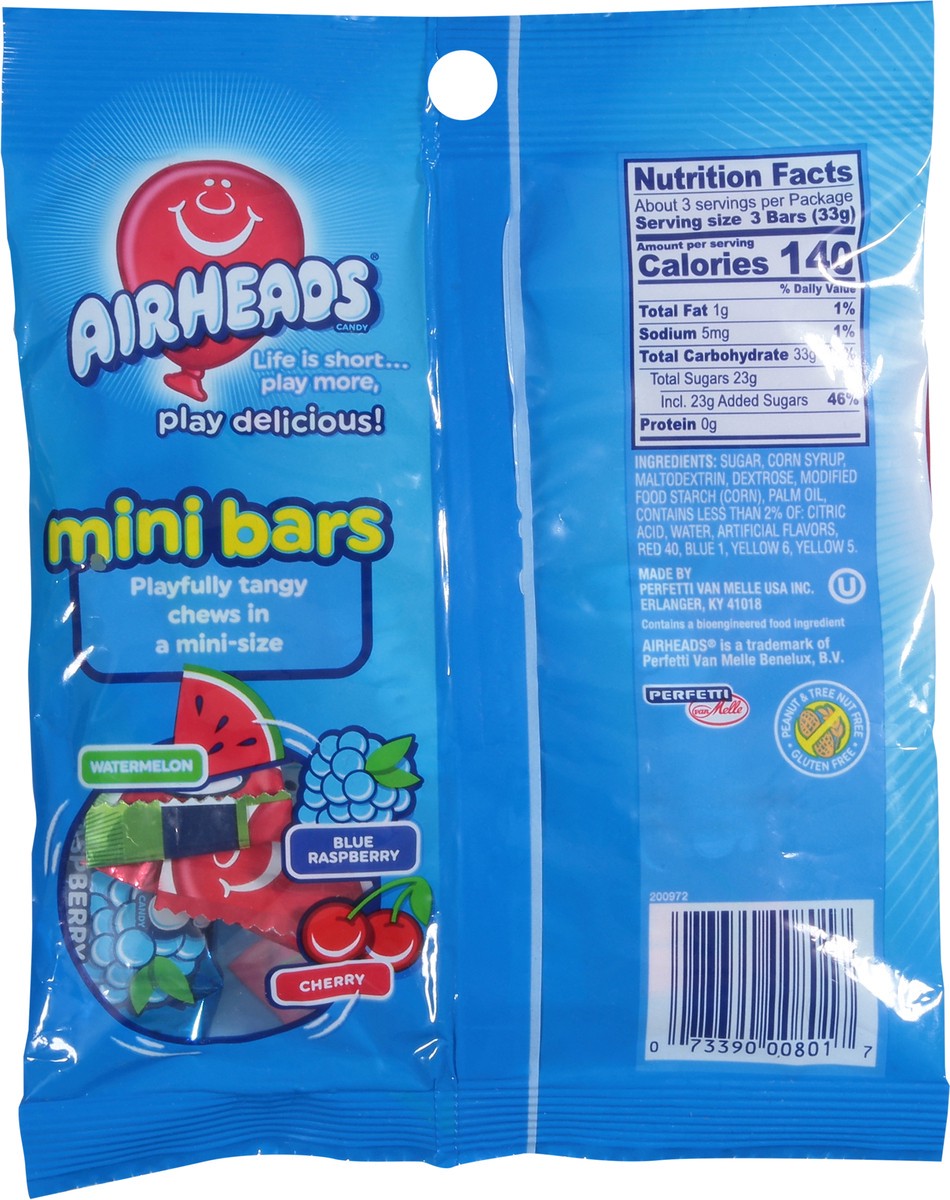 AIRHEADS®
CANDY
Life is short...
play more,
play delicious!
mini bars
Playfully tangy
chews in
a mini-size
WATERMELON
BLUE
RASPBERRY
CHERRY
CANDY
Nutrition Facts
About 3 servings per Package
Serving size 3 Bars (33g)
Amount per serving
Calories 140
% Daily Value
Total Fat 1g 1%
Sodium 5mg 1%
Total Carbohydrate 33g
Total Sugars 23g
Incl. 23g Added Sugars 46%
Protein 0g
INGREDIENTS: SUGAR, CORN SYRUP,
MALTODEXTRIN, DEXTROSE, MODIFIED
FOOD STARCH (CORN), PALM OIL,
CONTAINS LESS THAN 2% OF: CITRIC
ACID, WATER, ARTIFICIAL FLAVORS,
RED 40, BLUE 1, YELLOW 6, YELLOW 5.
MADE BY
PERFETTI VAN MELLE USA INC.
ERLANGER, KY 41018
U
Contains a bioengineered food ingredient
AIRHEADS® is a trademark of
Perfetti Van Melle Benelux, B.V.
PERFETTI
van Melle
PEANUT & TREE NUT FREE
• GLUTEN FREE •
200972
0 73390 00801 7